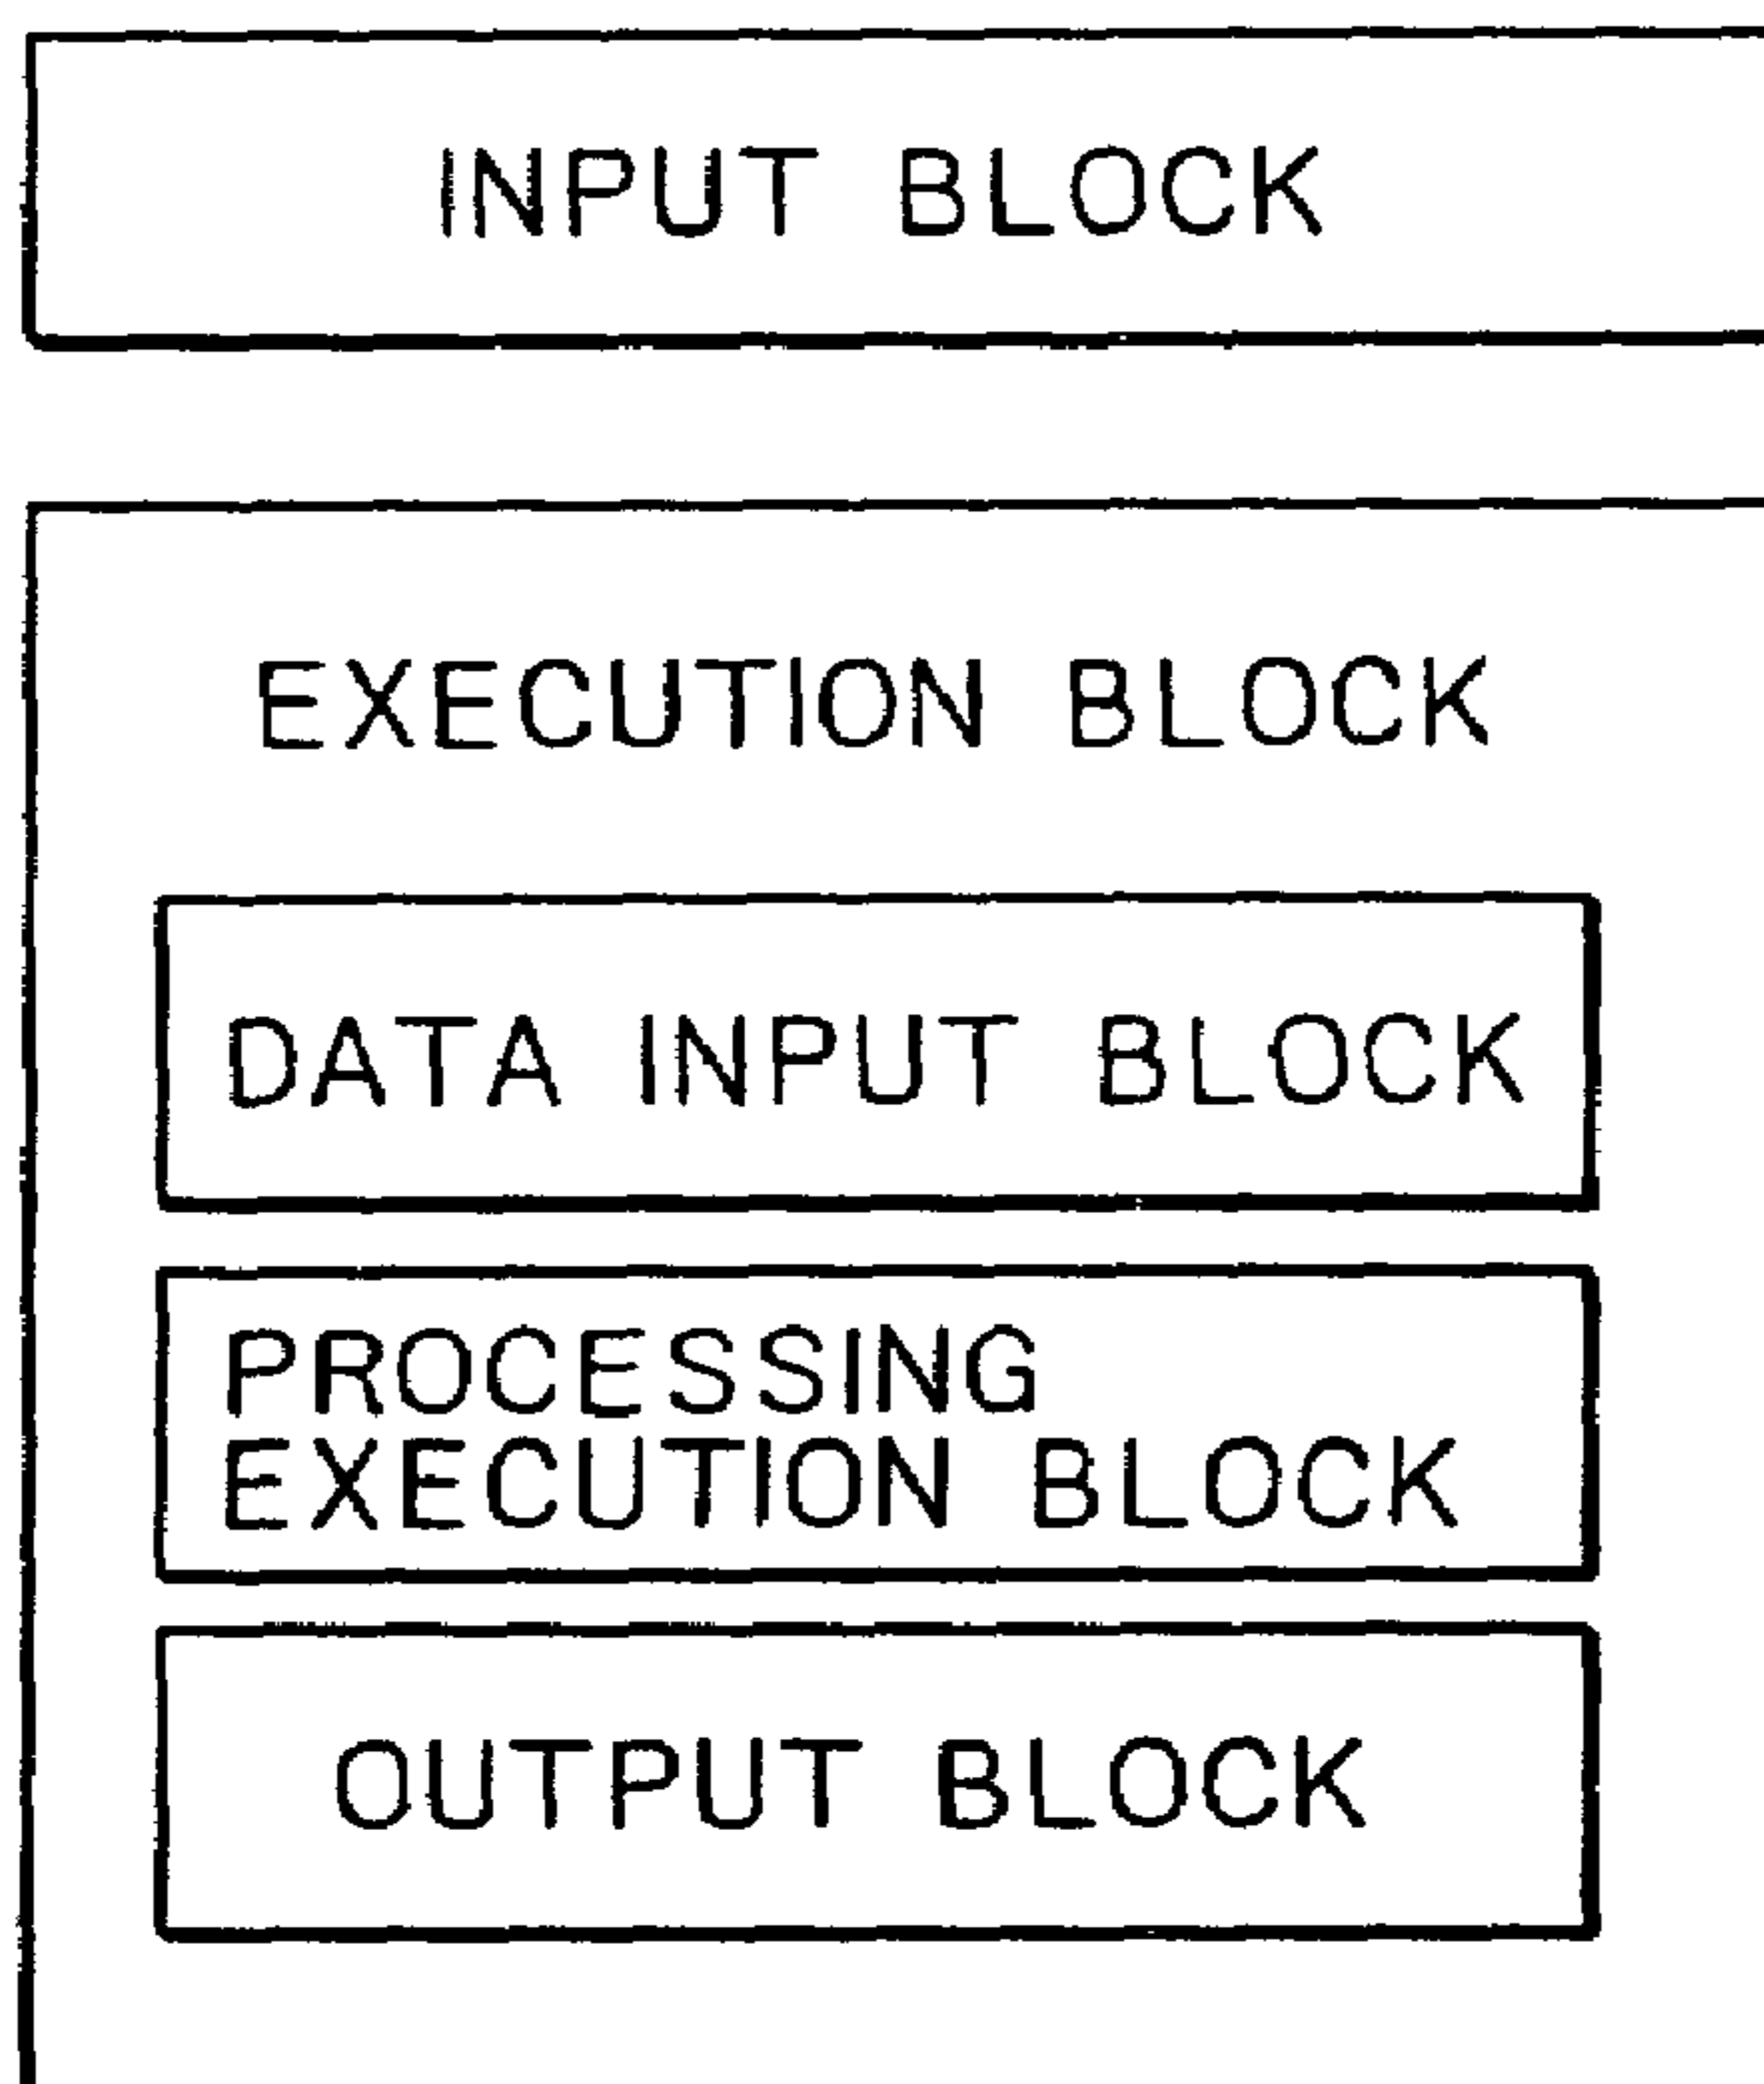 INPUT BLOCK
EXECUTION BLOCK
DATA INPUT BLOCK
PROCESSING
EXECUTION BLOCK
OUTPUT BLOCK